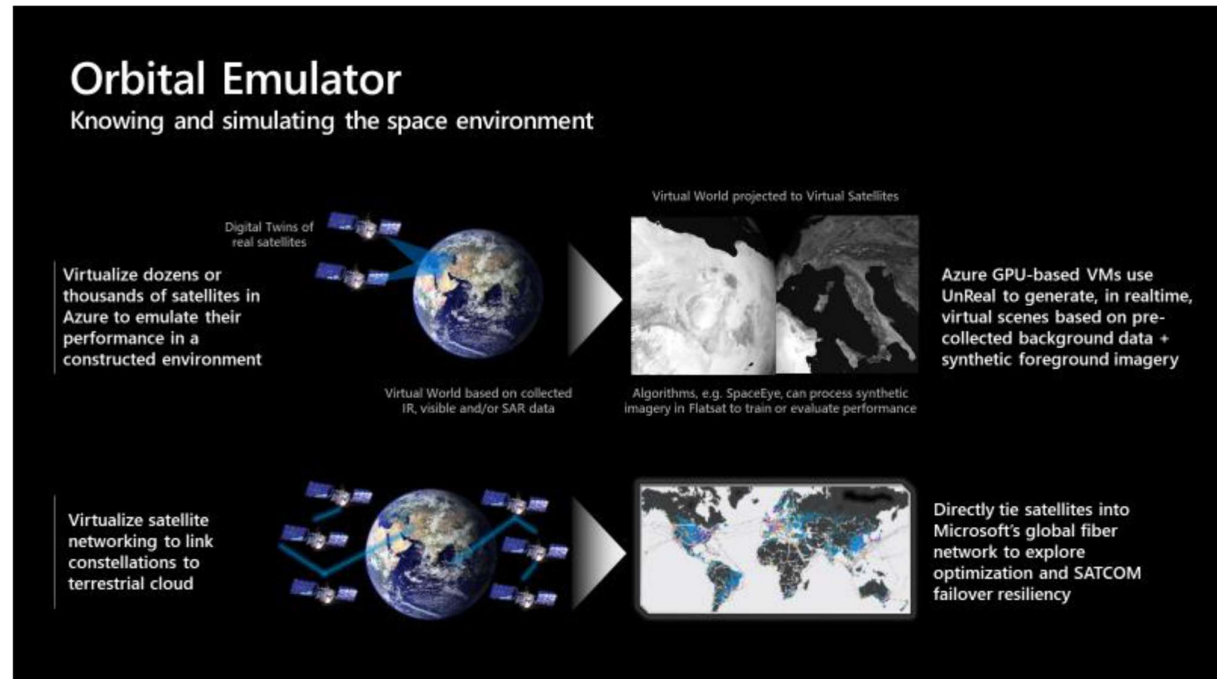 Orbital Emulator
Knowing and simulating the space environment
Virtualize dozens or
thousands of satellites in
Azure to emulate their
performance in a
constructed environment
Digital Twins of
real satellites
Virtual World based on collected
IR, visible and/or SAR data
Virtual World projected to Virtual Satellites
Algorithms, e.g. SpaceEye, can process synthetic
imagery in Flatsat to train or evaluate performance
Azure GPU-based VMs use
UnReal to generate, in realtime,
virtual scenes based on pre-
collected background data +
synthetic foreground imagery
Virtualize satellite
networking to link
constellations to
terrestrial cloud
Directly tie satellites into
Microsoft's global fiber
network to explore
optimization and SATCOM
failover resiliency